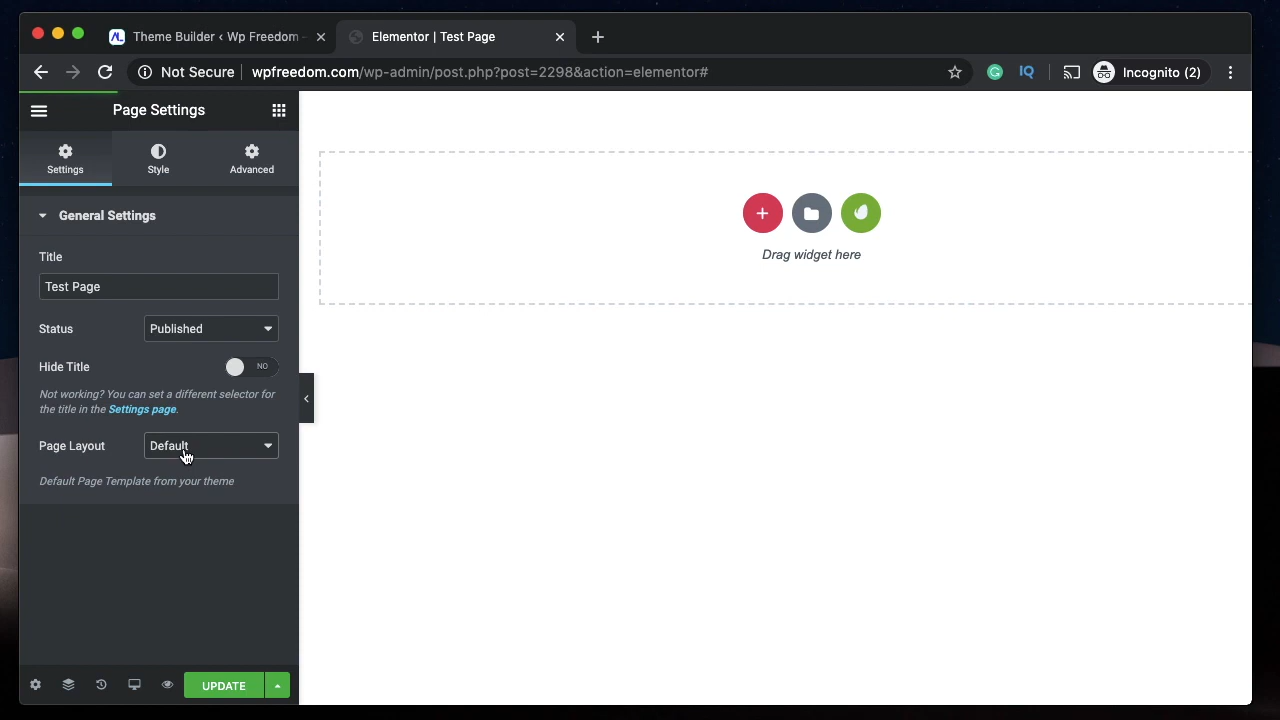 Theme Builder ‹ Wp Freedom –
Elementor | Test Page
Not Secure
wpfreedom.com/wp-admin/post.php?post=2298&action=elementor#
IQ
Incognito (2)
Page Settings
Settings
Style
Advanced
General Settings
Title
Test Page
Status
Published
Hide Title
NO
Not working? You can set a different selector for
the title in the Settings page.
Page Layout
Default
Default Page Template from your theme
UPDATE
Drag widget here